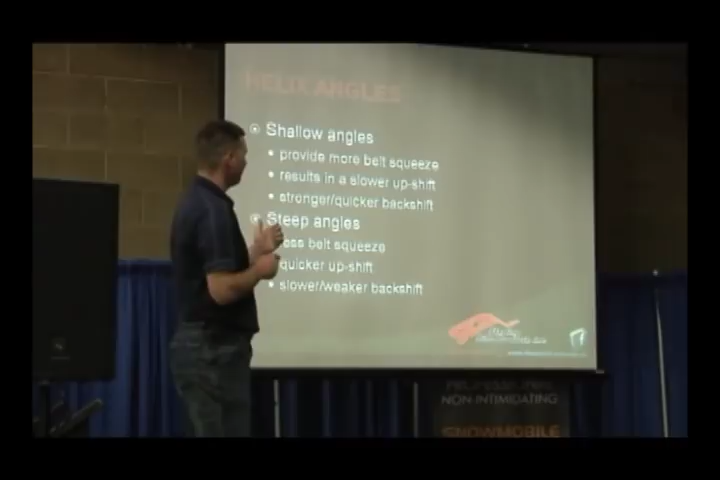 HELIX ANGLES
Shallow angles
provide more belt squeeze
results in a slower up-shift
stronger/quicker backshift
Steep angles
less belt squeeze
quicker up-shift
slower/weaker backshift
NON-INTIMIDATING
SNOWMOBILE